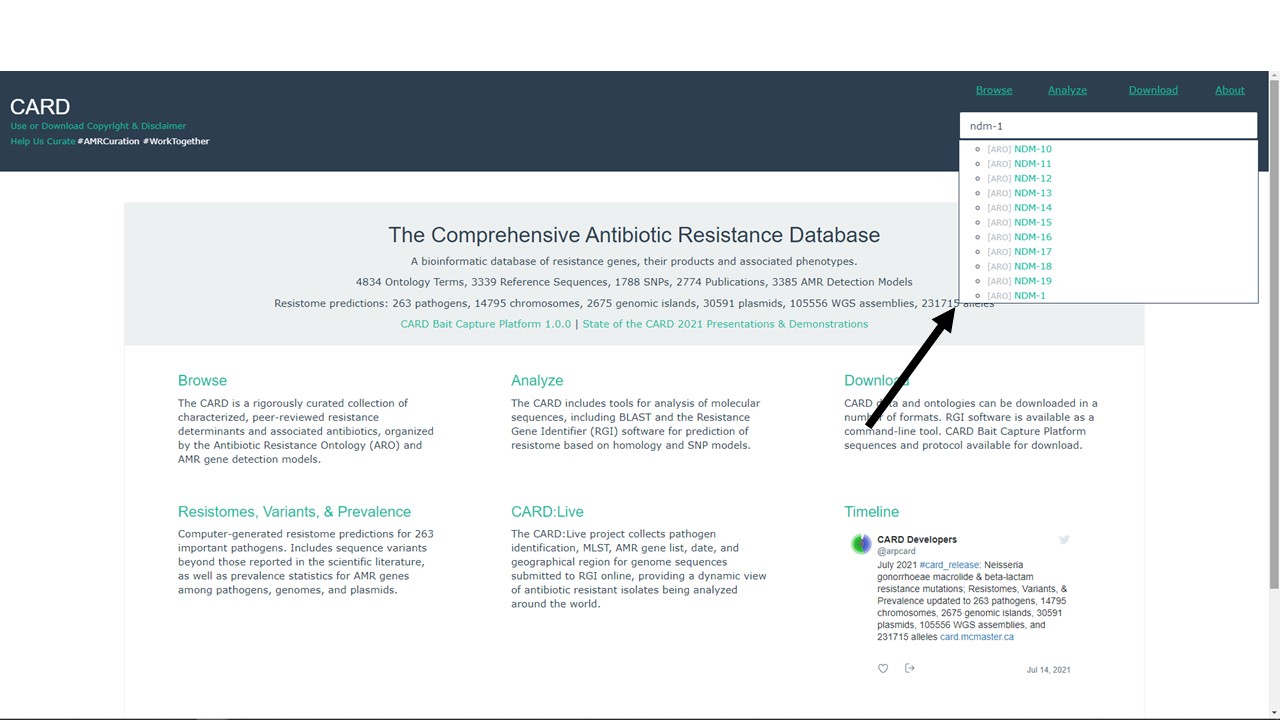 CARD
Use or Download Copyright & Disclaimer
Help Us Curate #AMRCuration #WorkTogether
Browse Analyze Download About
ndm-1
[ARO] NDM-10
[ARO] NDM-11
[ARO] NDM-12
[ARO] NDM-13
[ARO] NDM-14
[ARO] NDM-15
[ARO] NDM-16
[ARO] NDM-17
[ARO] NDM-18
[ARO] NDM-19
[ARO] NDM-1
The Comprehensive Antibiotic Resistance Database
A bioinformatic database of resistance genes, their products and associated phenotypes.
4834 Ontology Terms, 3339 Reference Sequences, 1788 SNPs, 2774 Publications, 3385 AMR Detection Models
Resistome predictions: 263 pathogens, 14795 chromosomes, 2675 genomic islands, 30591 plasmids, 105556 WGS assemblies, 231715 alleles
CARD Bait Capture Platform 1.0.0 | State of the CARD 2021 Presentations & Demonstrations
Browse
The CARD is a rigorously curated collection of
characterized, peer-reviewed resistance
determinants and associated antibiotics, organized
by the Antibiotic Resistance Ontology (ARO) and
AMR gene detection models.
Analyze
The CARD includes tools for analysis of molecular
sequences, including BLAST and the Resistance
Gene Identifier (RGI) software for prediction of
resistome based on homology and SNP models.
Download
CARD data and ontologies can be downloaded in a
number of formats. RGI software is available as a
command-line tool. CARD Bait Capture Platform
sequences and protocol available for download.
Resistomes, Variants, & Prevalence
Computer-generated resistome predictions for 263
important pathogens. Includes sequence variants
beyond those reported in the scientific literature,
as well as prevalence statistics for AMR genes
among pathogens, genomes, and plasmids.
CARD:Live
The CARD:Live project collects pathogen
identification, MLST, AMR gene list, date, and
geographical region for genome sequences
submitted to RGI online, providing a dynamic view
of antibiotic resistant isolates being analyzed
around the world.
Timeline
CARD Developers
@arpcard
July 2021 #card_release: Neisseria
gonorrhoeae macrolide & beta-lactam
resistance mutations; Resistomes, Variants, &
Prevalence updated to 263 pathogens, 14795
chromosomes, 2675 genomic islands, 30591
plasmids, 105556 WGS assemblies, and
231715 alleles card.mcmaster.ca
Jul 14, 2021